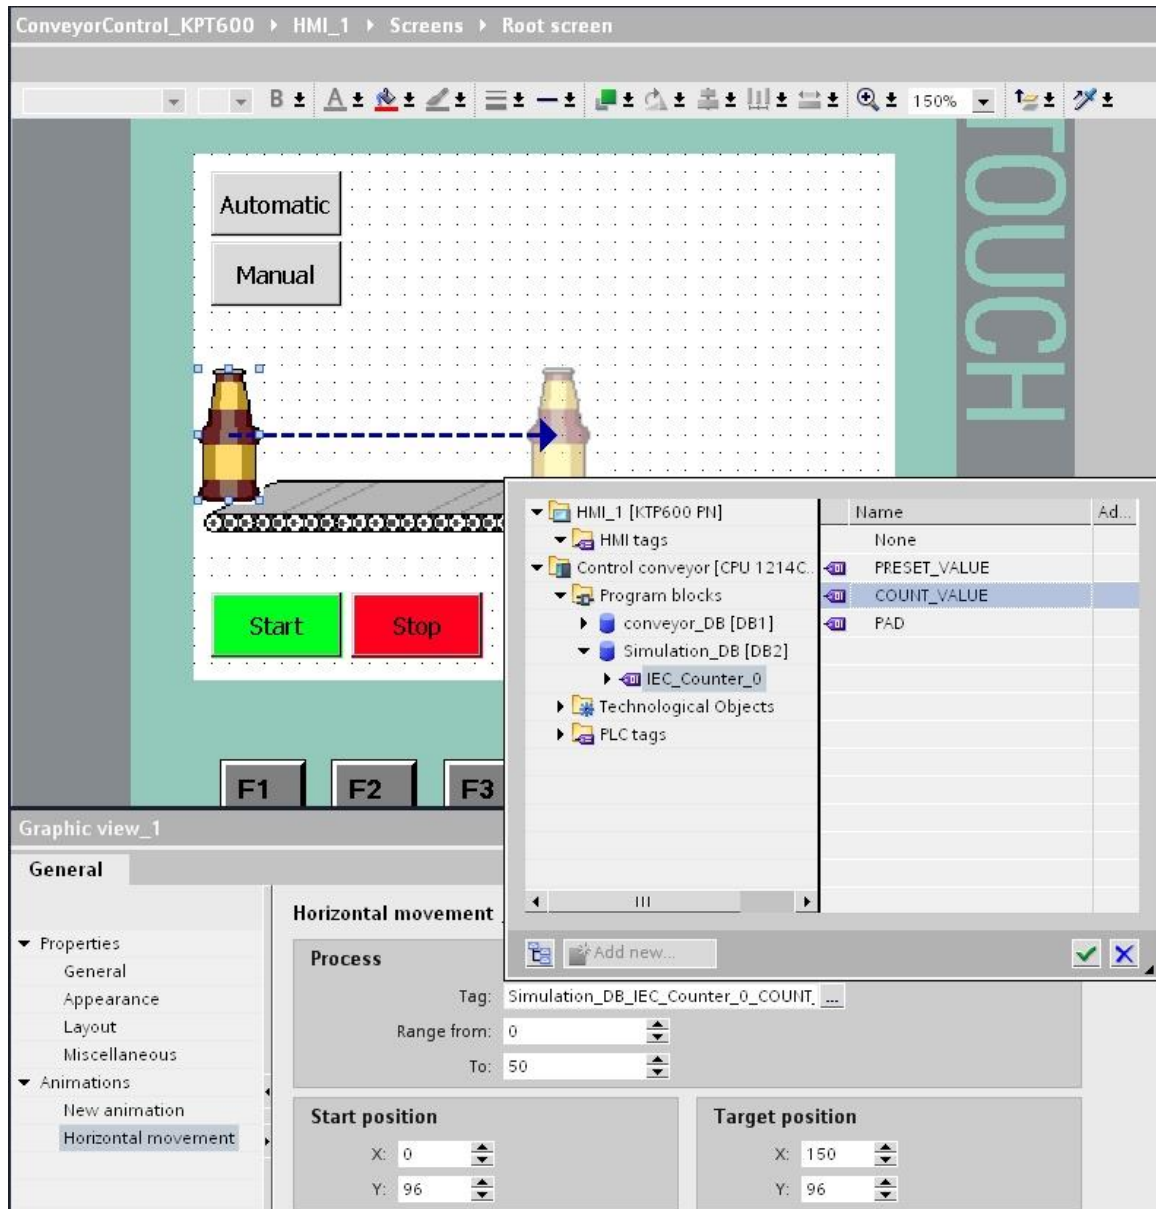 ConveyorControl_KPT600 ▸ HMI_1 ▸ Screens ▸ Root screen
B A 150%
TOUCH
Automatic
Manual
Start Stop
F1 F2 F3
HMI_1 [KTP600 PN]
HMI tags
Control conveyor [CPU 1214C..
Program blocks
conveyor_DB [DB1]
Simulation_DB [DB2]
IEC_Counter_0
Technological Objects
PLC tags
Name Ad...
None
PRESET_VALUE
COUNT_VALUE
PAD
Add new...
Graphic view_1
General
Properties
General
Appearance
Layout
Miscellaneous
Animations
New animation
Horizontal movement
Horizontal movement
Process
Tag: Simulation_DB_IEC_Counter_0_COUNT_ ...
Range from: 0
To: 50
Start position
X: 0
Y: 96
Target position
X: 150
Y: 96